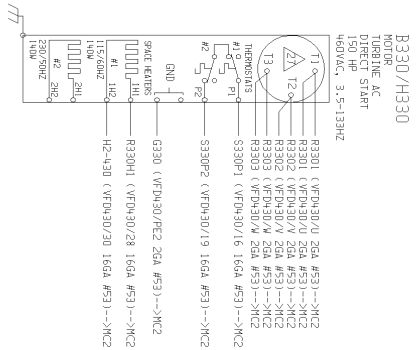 B330/H330
MOTOR
TURBINE AC
DIRECT START
150 HP
460VAC, 3.5-133HZ
T1
T2
T3
27
R3301 (VFD430/U 2GA #53)-->MC2
R3301 (VFD430/U 2GA #53)-->MC2
R3302 (VFD430/V 2GA #53)-->MC2
R3302 (VFD430/V 2GA #53)-->MC2
R3303 (VFD430/W 2GA #53)-->MC2
R3303 (VFD430/W 2GA #53)-->MC2
THERMOSTATS
#1
P1
#2
P2
S330P1 (VFD430/16 16GA #53)-->MC2
S330P2 (VFD430/19 16GA #53)-->MC2
GND
G330 (VFD430/PE2 2GA #53)-->MC2
SPACE HEATERS
#1
1H1
1H2
115/60HZ
140W
R330H1 (VFD430/28 16GA #53)-->MC2
H2-430 (VFD430/30 16GA #53)-->MC2
#2
2H1
2H2
230/50HZ
140W